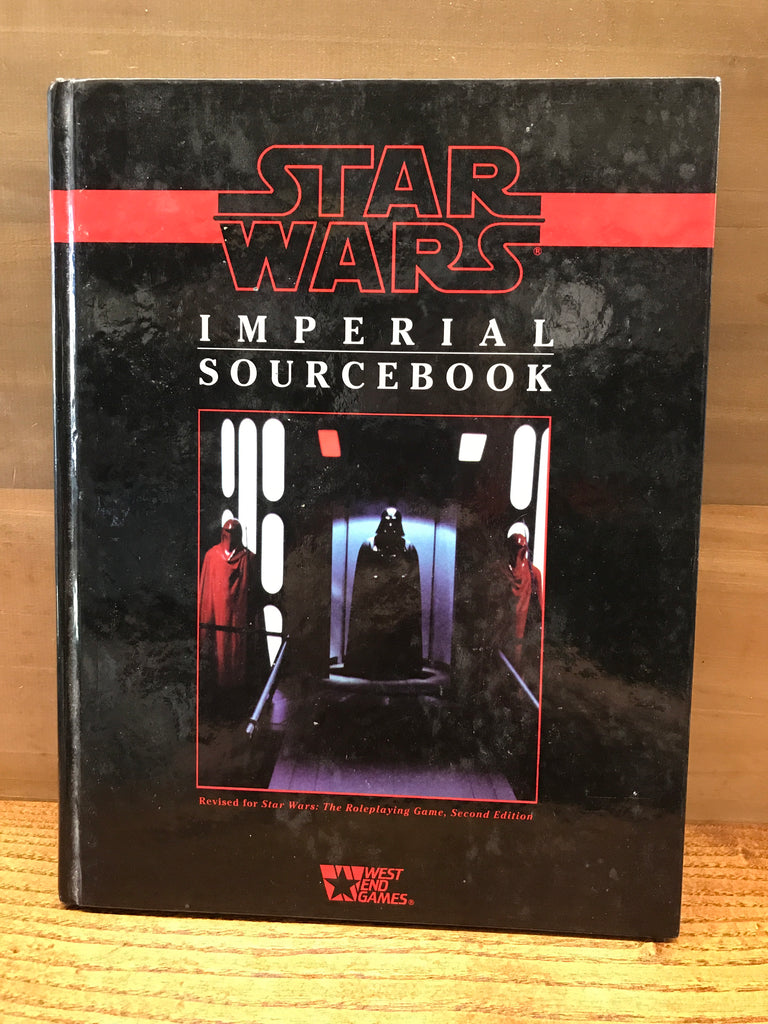 STAR
WARS®
IMPERIAL
SOURCEBOOK
Revised for Star Wars: The Roleplaying Game, Second Edition
WEST
END
GAMES®